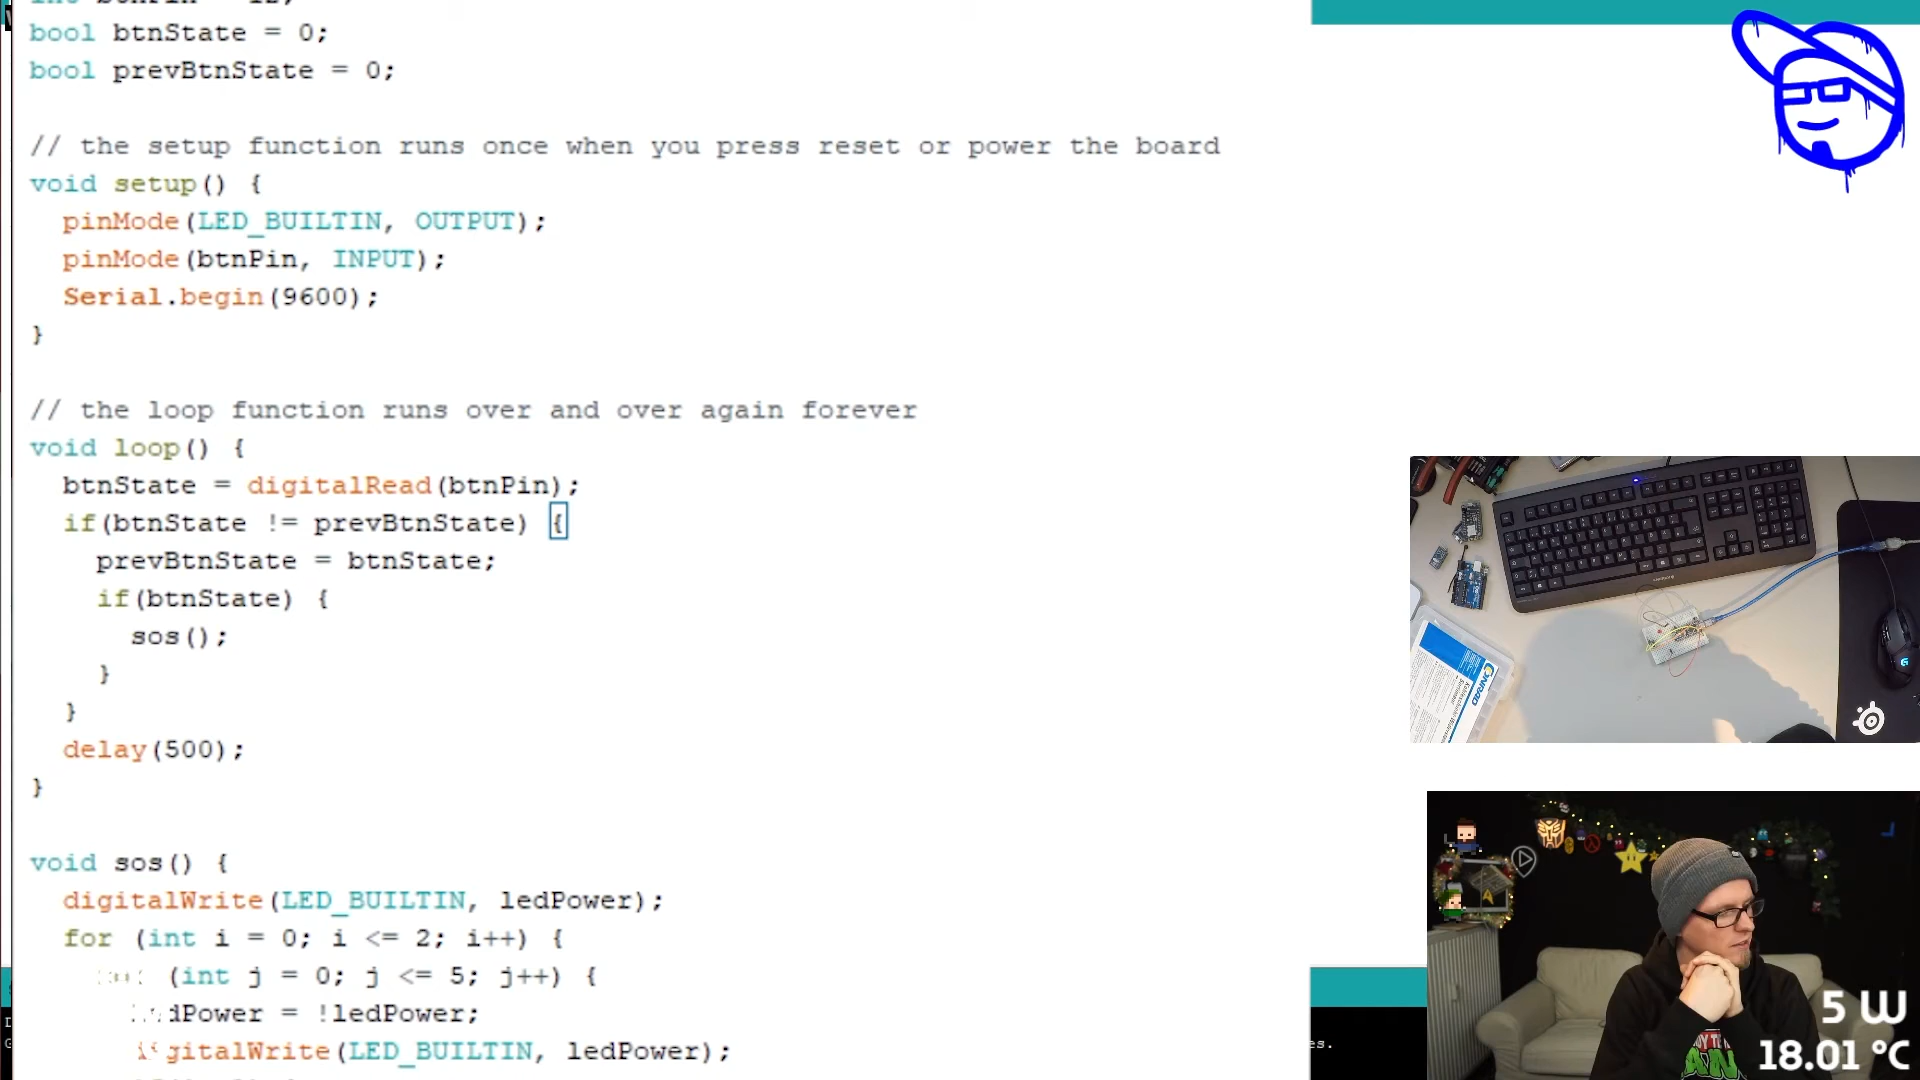 bool btnState = 0;
bool prevBtnState = 0;
// the setup function runs once when you press reset or power the board
void setup() {
pinMode(LED_BUILTIN, OUTPUT);
pinMode(btnPin, INPUT);
Serial.begin(9600);
}
// the loop function runs over and over again forever
void loop() {
btnState = digitalRead(btnPin);
if(btnState != prevBtnState) {
prevBtnState = btnState;
if(btnState) {
sos();
}
}
delay(500);
}
void sos() {
digitalWrite(LED_BUILTIN, ledPower);
for (int i = 0; i <= 2; i++) {
(int j = 0; j <= 5; j++) {
dPower = !ledPower;
gitalWrite(LED_BUILTIN, ledPower);
es.
CONRAD
5 W
18.01 °C